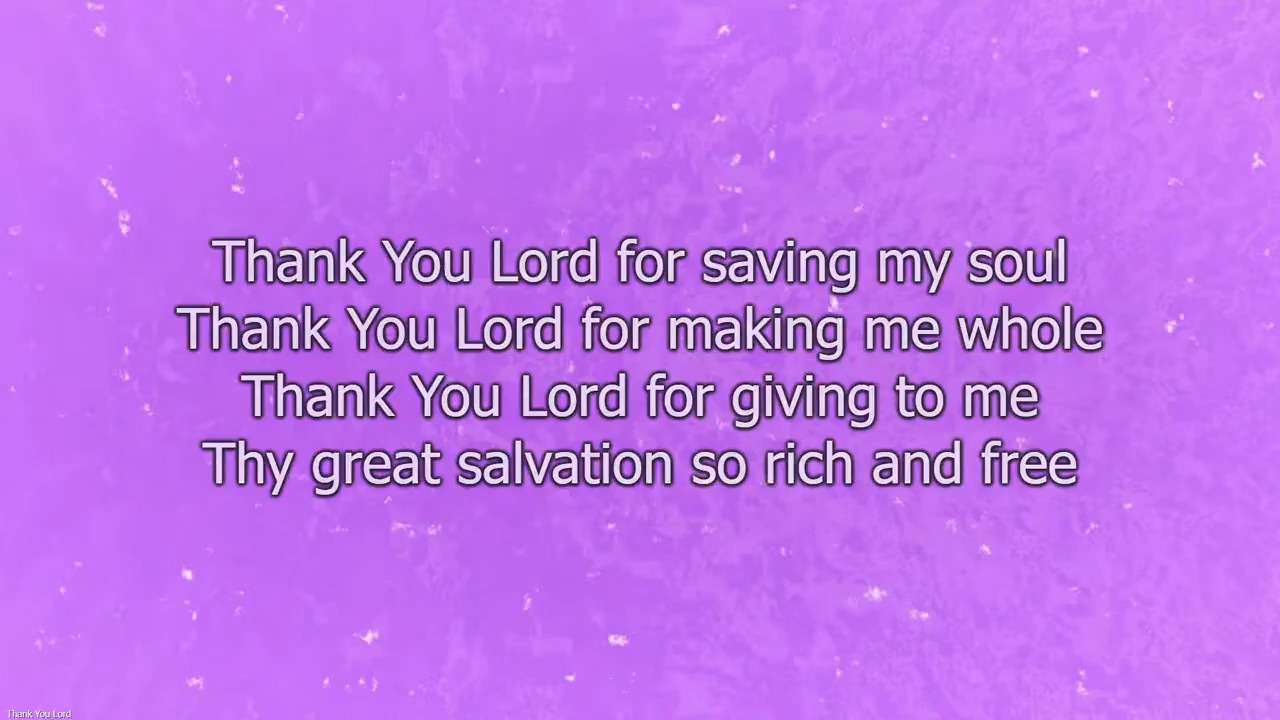 Thank You Lord for saving my soul
Thank You Lord for making me whole
Thank You Lord for giving to me
Thy great salvation so rich and free
Thank You Lord